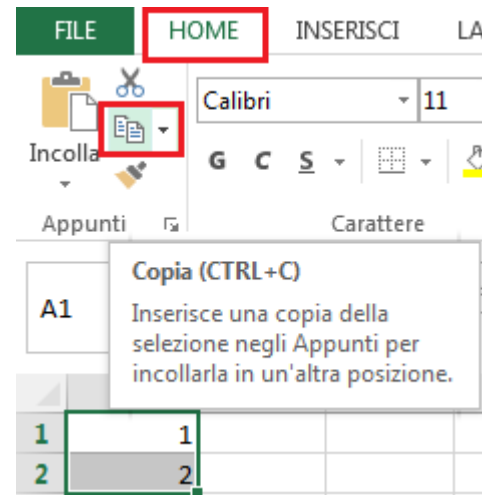 FILE HOME INSERISCI LA
Calibri 11
Incolla
G C S
Appunti Carattere
Copia (CTRL+C)
A1
Inserisce una copia della
selezione negli Appunti per
incollarla in un'altra posizione.
1 1
2 2